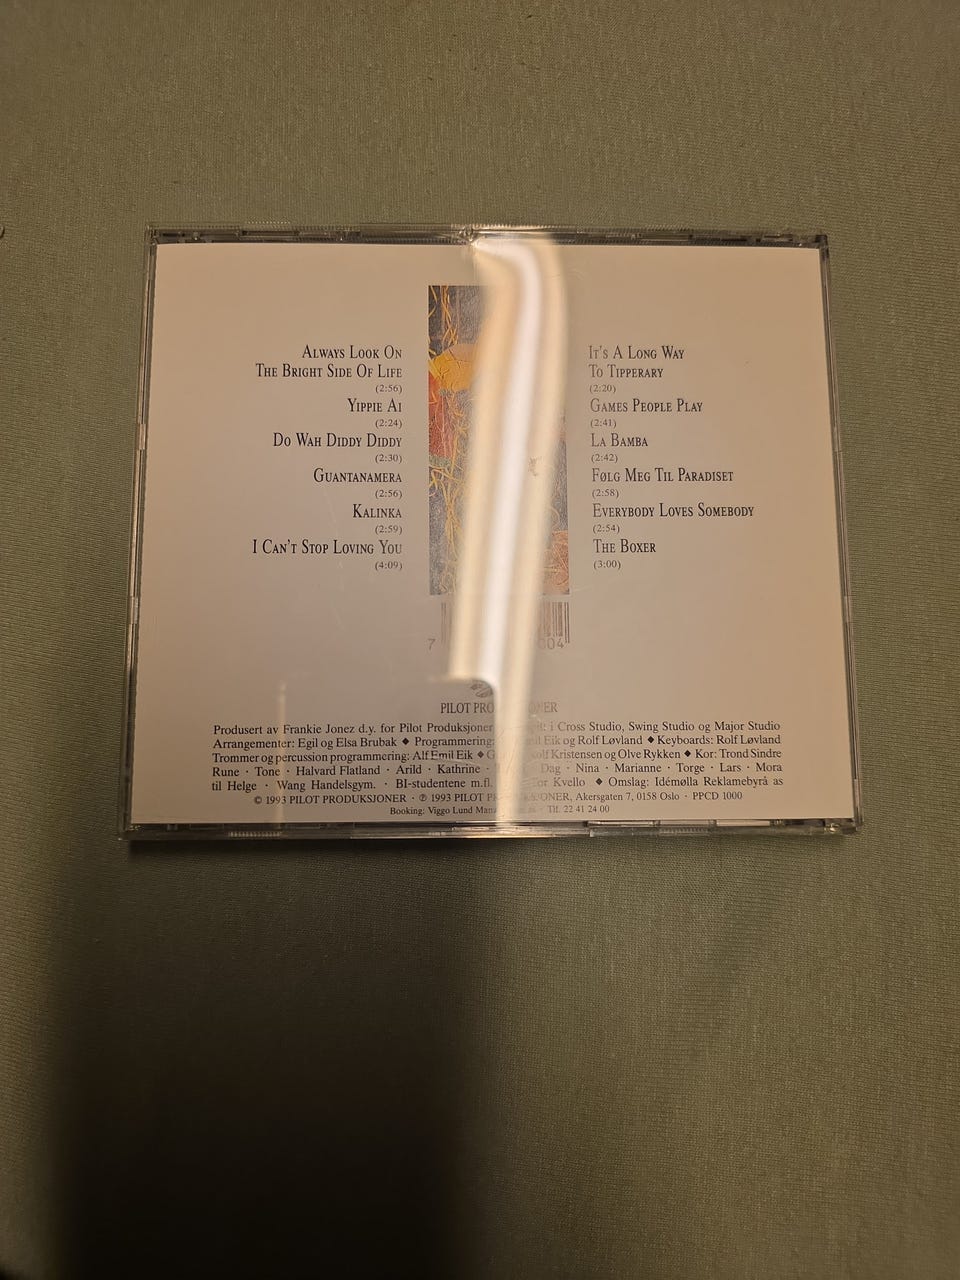 ALWAYS LOOK ON
THE BRIGHT SIDE OF LIFE
(2:56)
YIPPIE AI
(2:24)
DO WAH DIDDY DIDDY
(2:30)
GUANTANAMERA
(2:56)
KALINKA
(2:59)
I CAN'T STOP LOVING YOU
(4:09)
IT'S A LONG WAY
TO TIPPERARY
(2:20)
GAMES PEOPLE PLAY
(2:41)
LA BAMBA
(2:42)
FØLG MEG TIL PARADISET
(2:58)
EVERYBODY LOVES SOMEBODY
(2:54)
THE BOXER
(3:00)
7 004
PILOT
Produsert av Frankie Jonez d.y. for Pilot Produksjoner i Cross Studio, Swing Studio og Major Studio
Arrangementer: Egil og Elsa Brubak ◆ Programmering: Eik og Rolf Løvland ◆ Keyboards: Rolf Løvland
Trommer og percussion programmering: Alf Emil Eik ◆ Kristensen og Olve Rykken ◆ Kor: Trond Sindre
Rune · Tone · Halvard Flatland · Arild · Kathrine · Dag · Nina · Marianne · Torge · Lars · Mora
til Helge · Wang Handelsgym. · BI-studentene m.fl. Kvello ◆ Omslag: Idémølla Reklamebyrå as
© 1993 PILOT PRODUKSJONER · ℗ 1993 PILOT Akersgaten 7, 0158 Oslo · PPCD 1000
Booking: Viggo Lund · Tlf. 22 41 24 00